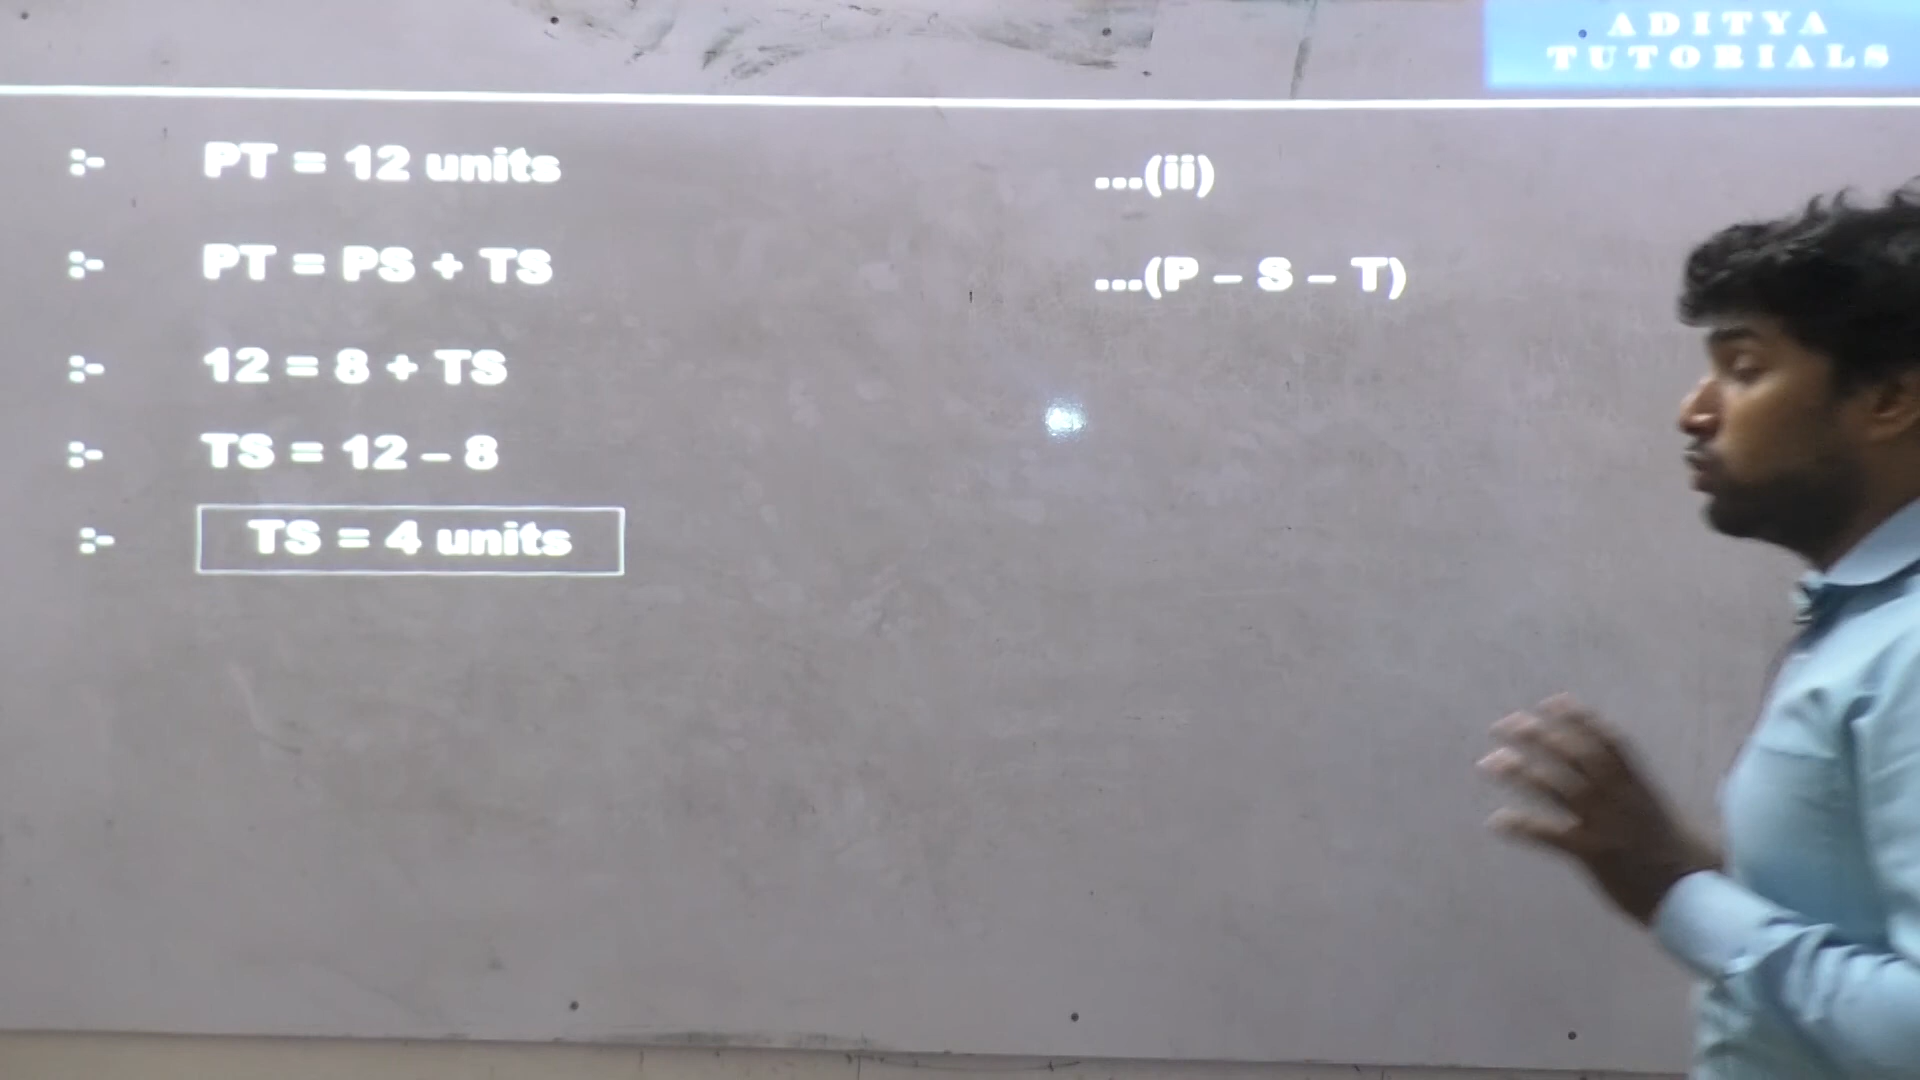 ADITYA
TUTORIALS
:- PT = 12 units ...(ii)
:- PT = PS + TS ...(P – S – T)
:- 12 = 8 + TS
:- TS = 12 – 8
:- TS = 4 units